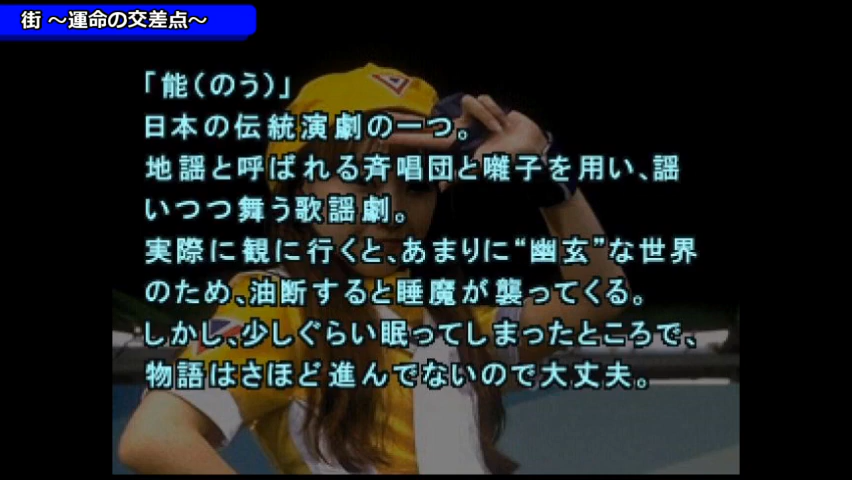 街 ～運命の交差点～
「能（のう）」
日本の伝統演劇の一つ。
地謡と呼ばれる斉唱団と囃子を用い、謡
いつつ舞う歌謡劇。
実際に観に行くと、あまりに“幽玄”な世界
のため、油断すると睡魔が襲ってくる。
しかし、少しぐらい眠ってしまったところで、
物語はさほど進んでないので大丈夫。